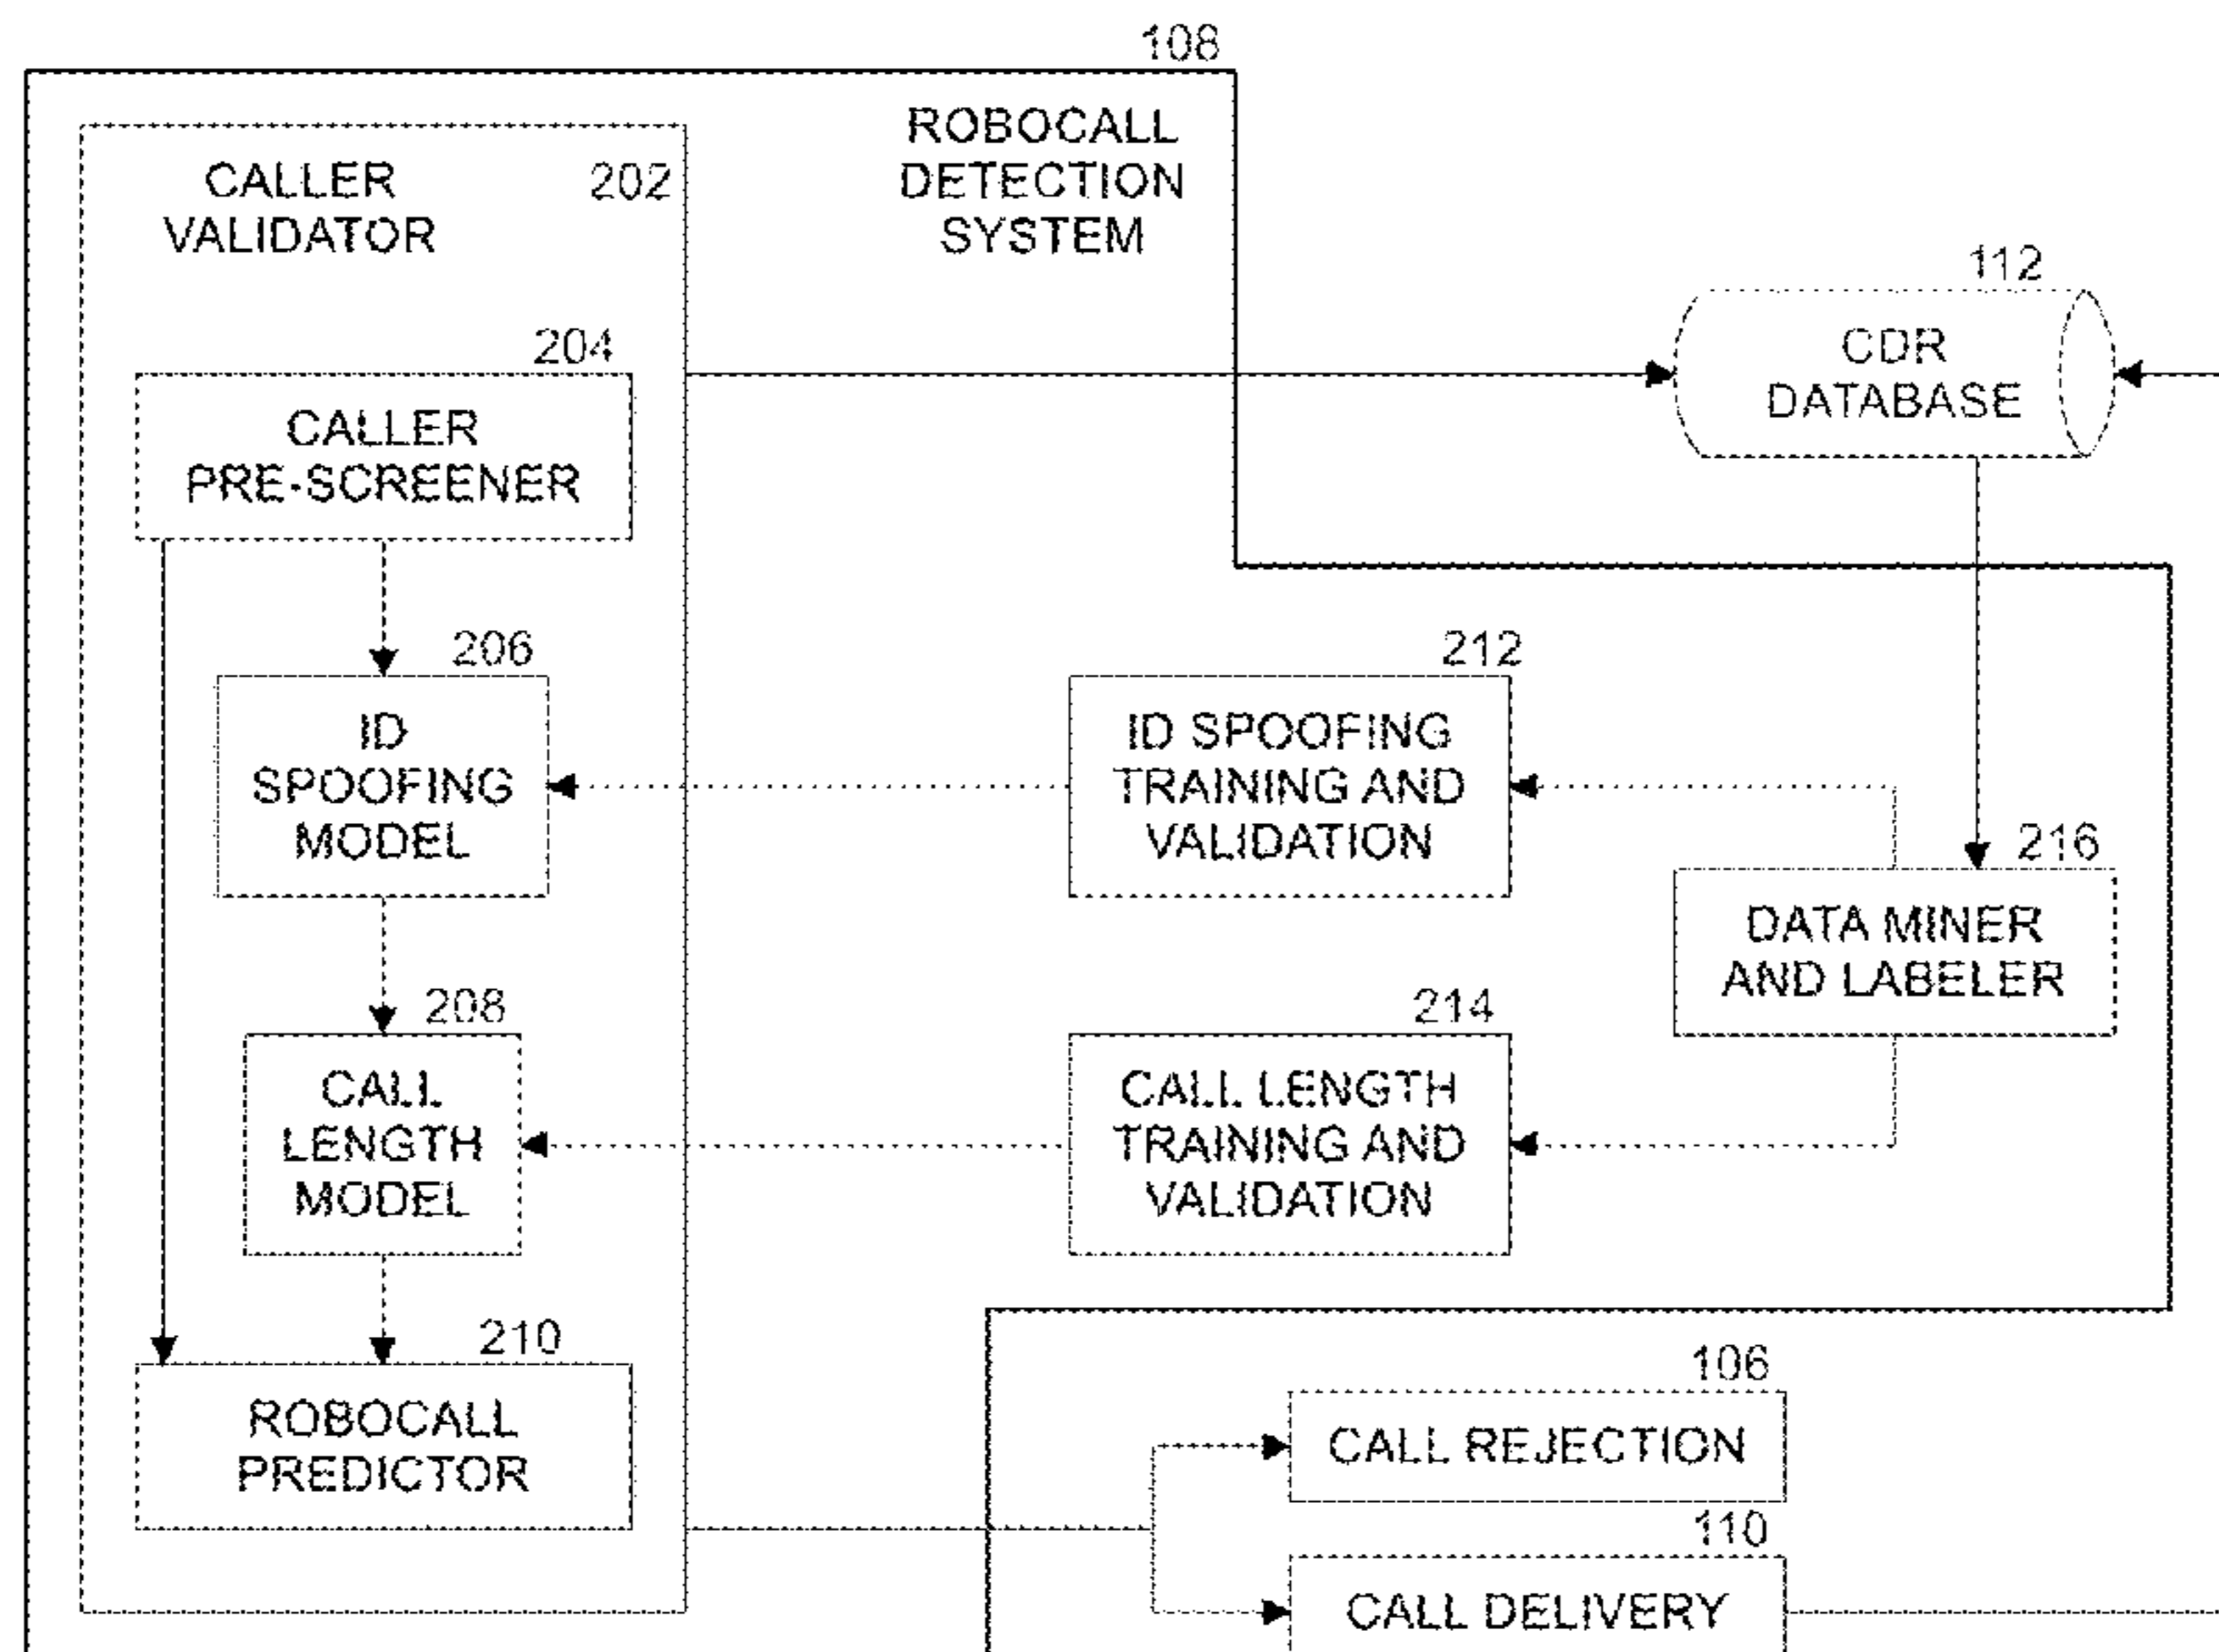 108
ROBOCALL
DETECTION
SYSTEM
CALLER
VALIDATOR
202
112
CDR
DATABASE
204
CALLER
PRE-SCREENER
206
ID
SPOOFING
MODEL
212
ID SPOOFING
TRAINING AND
VALIDATION
216
DATA MINER
AND LABELER
208
CALL
LENGTH
MODEL
214
CALL LENGTH
TRAINING AND
VALIDATION
210
ROBOCALL
PREDICTOR
106
CALL REJECTION
110
CALL DELIVERY